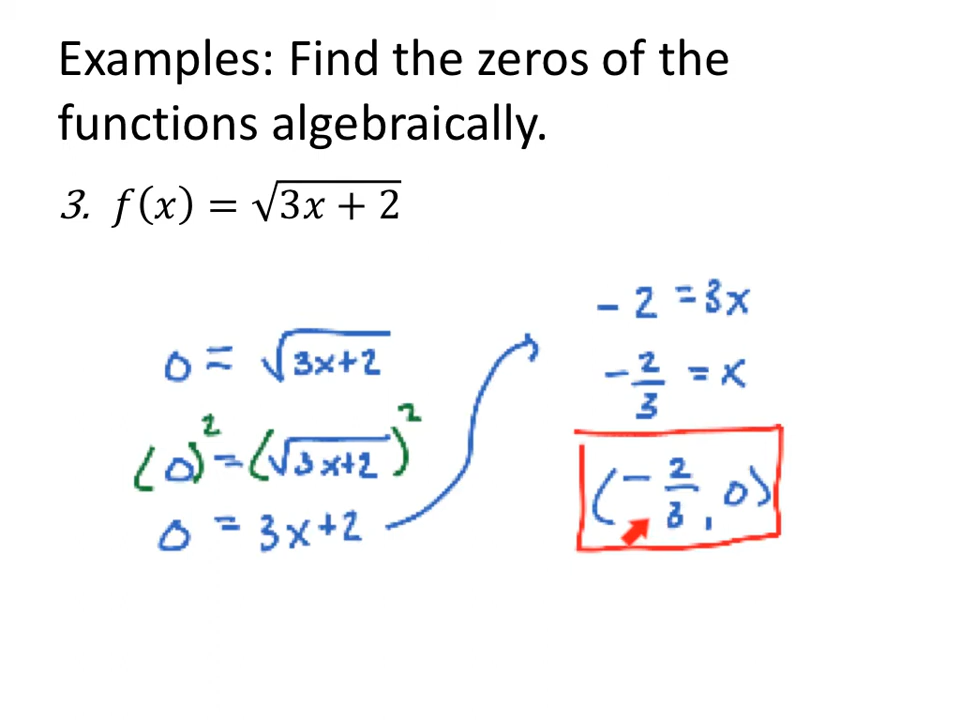 Examples: Find the zeros of the
functions algebraically.
3. f(x) = √3x + 2
0 = √3x+2
(0)² = (√3x+2)²
0 = 3x+2
-2 = 3x
-2/3 = x
(-2/3, 0)